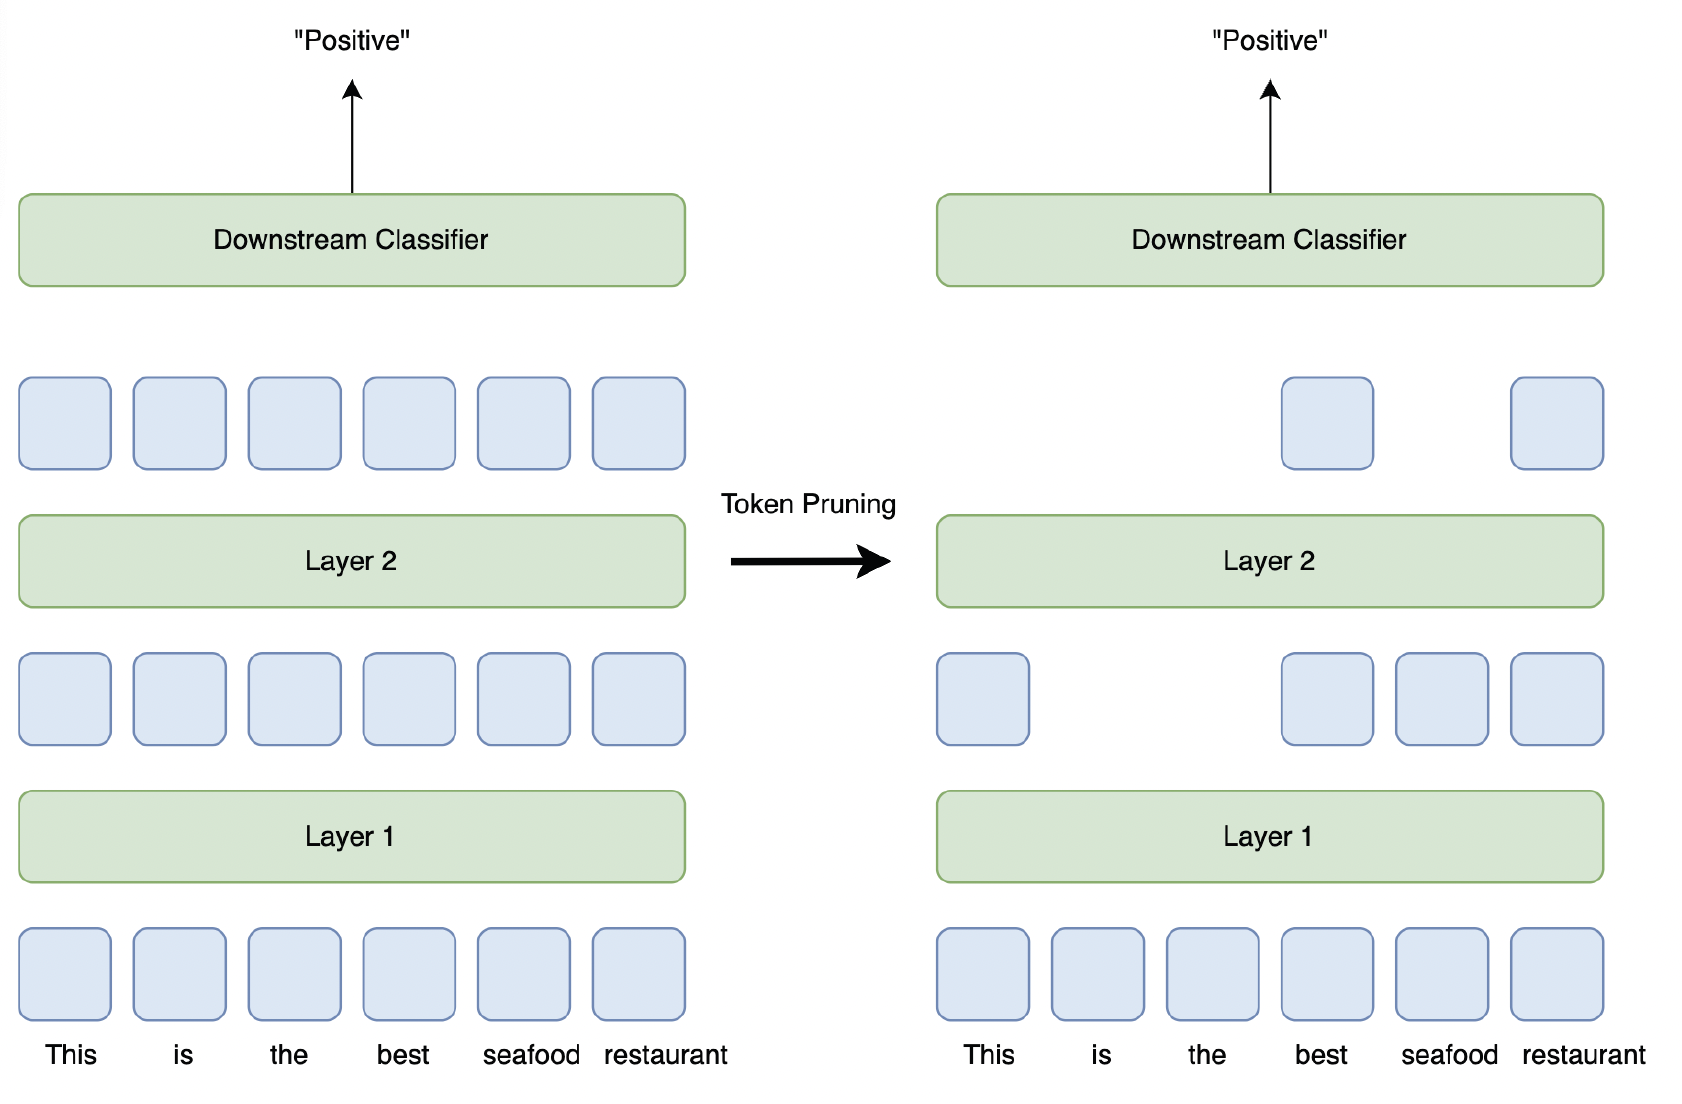 "Positive"
"Positive"
Downstream Classifier
Downstream Classifier
Token Pruning
Layer 2
Layer 2
Layer 1
Layer 1
This is the best seafood restaurant
This is the best seafood restaurant